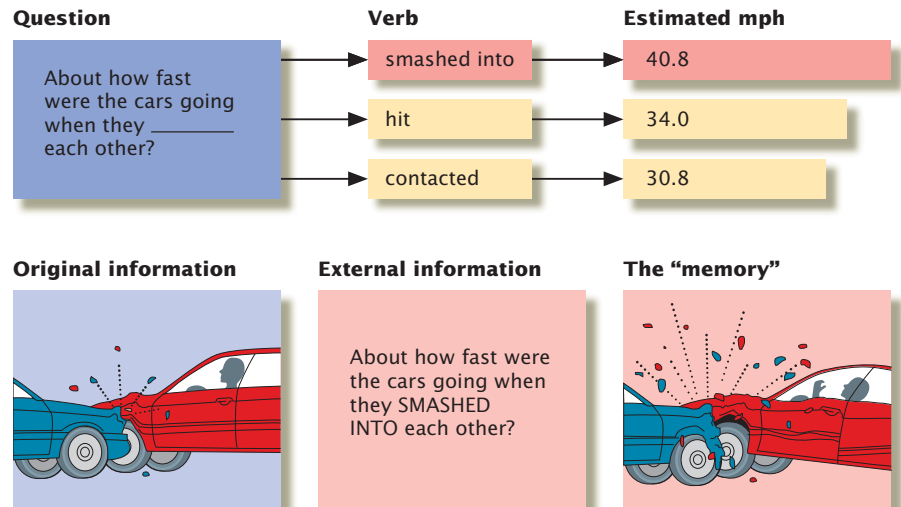 Question
Verb
Estimated mph
About how fast
were the cars going
when they ________
each other?
smashed into
40.8
hit
34.0
contacted
30.8
Original information
External information
The “memory”
About how fast were
the cars going when
they SMASHED
INTO each other?